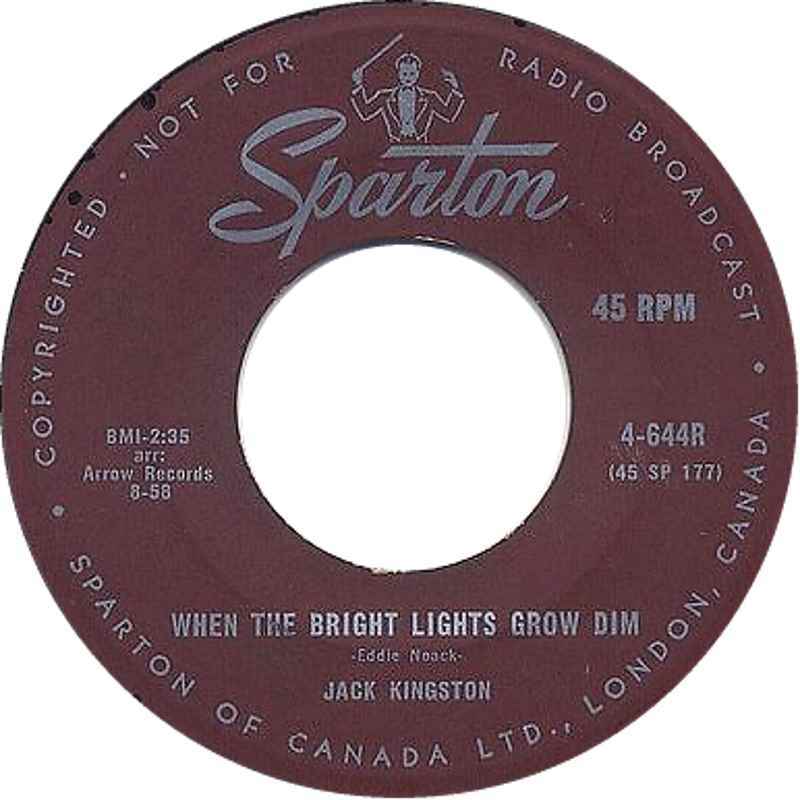 COPYRIGHTED • NOT FOR RADIO BROADCAST •
Sparton
45 RPM
BMI-2:35
arr:
Arrow Records
8-58
4-644R
(45 SP 177)
WHEN THE BRIGHT LIGHTS GROW DIM
-Eddie Noack-
JACK KINGSTON
• SPARTON OF CANADA LTD., LONDON, CANADA